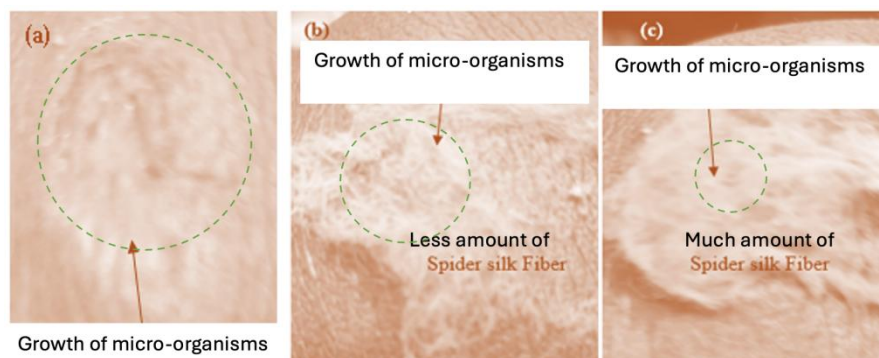 (a)
Growth of micro-organisms
(b)
Growth of micro-organisms
Less amount of
Spider silk Fiber
(c)
Growth of micro-organisms
Much amount of
Spider silk Fiber